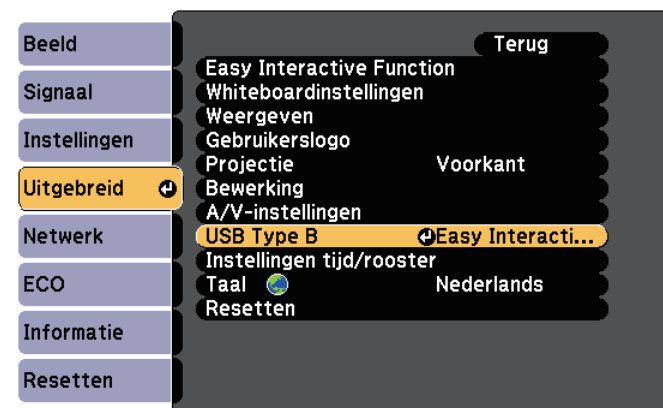 Beeld
Signaal
Instellingen
Uitgebreid
Netwerk
ECO
Informatie
Resetten
Terug
Easy Interactive Function
Whiteboardinstellingen
Weergeven
Gebruikerslogo
Projectie Voorkant
Bewerking
A/V-instellingen
USB Type B Easy Interacti...
Instellingen tijd/rooster
Taal Nederlands
Resetten